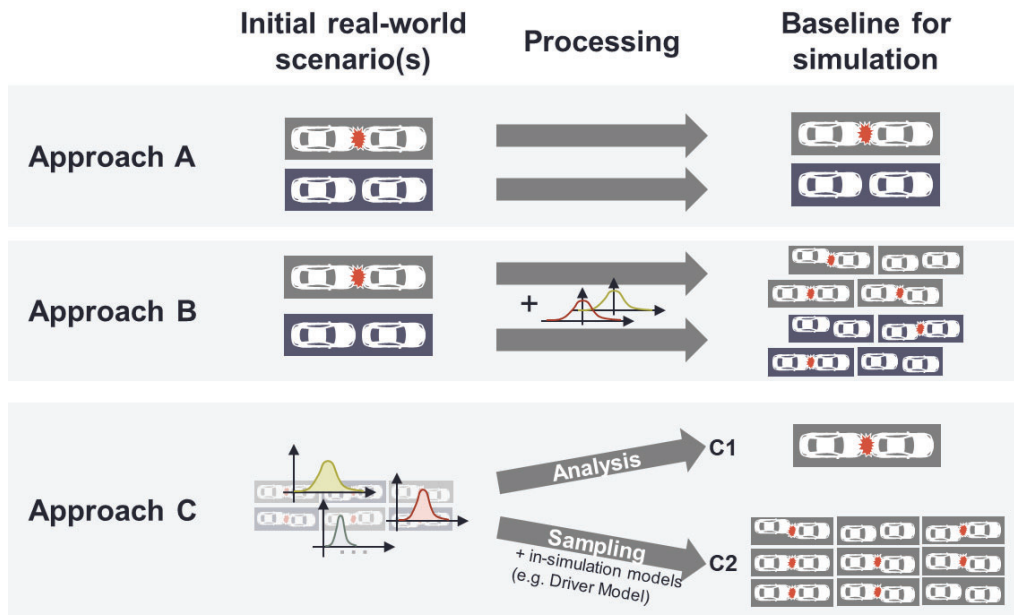 Initial real-world
scenario(s)
Processing
Baseline for
simulation
Approach A
Approach B
+
Approach C
Analysis
C1
Sampling
+ in-simulation models
(e.g. Driver Model)
C2